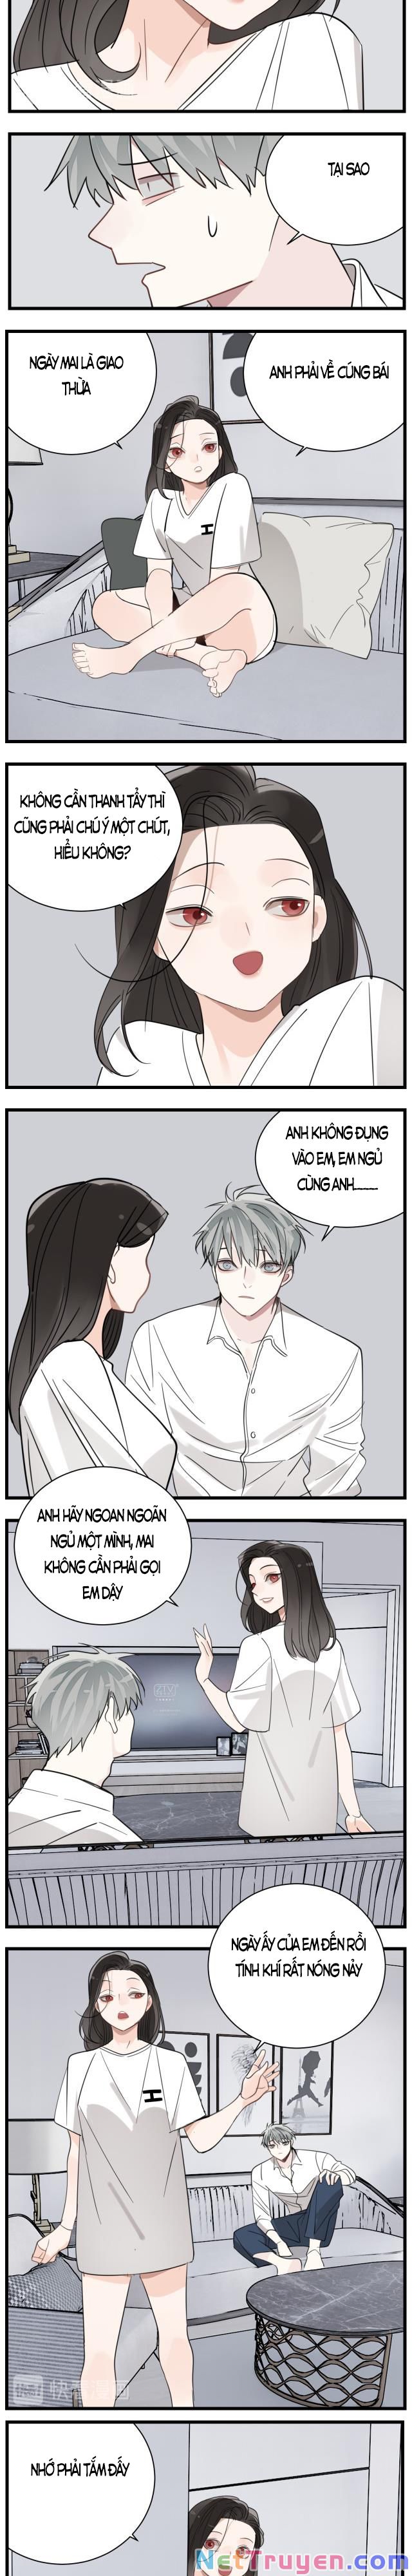 TẠI SAO
NGÀY MAI LÀ GIAO
THỪA
ANH PHẢI VỀ CÚNG BÁI
KHÔNG CẦN THANH TẨY THÌ
CŨNG PHẢI CHÚ Ý MỘT CHÚT,
HIỂU KHÔNG?
ANH KHÔNG ĐỤNG
VÀO EM, EM NGỦ
CÙNG ANH..........
ANH HÃY NGOAN NGOÃN
NGỦ MỘT MÌNH, MAI
KHÔNG CẦN PHẢI GỌI
EM DẬY
NGÀY ẤY CỦA EM ĐẾN RỒI
TÍNH KHÍ RẤT NÓNG NẢY
NHỚ PHẢI TẮM ĐẤY
NetTruyen.com